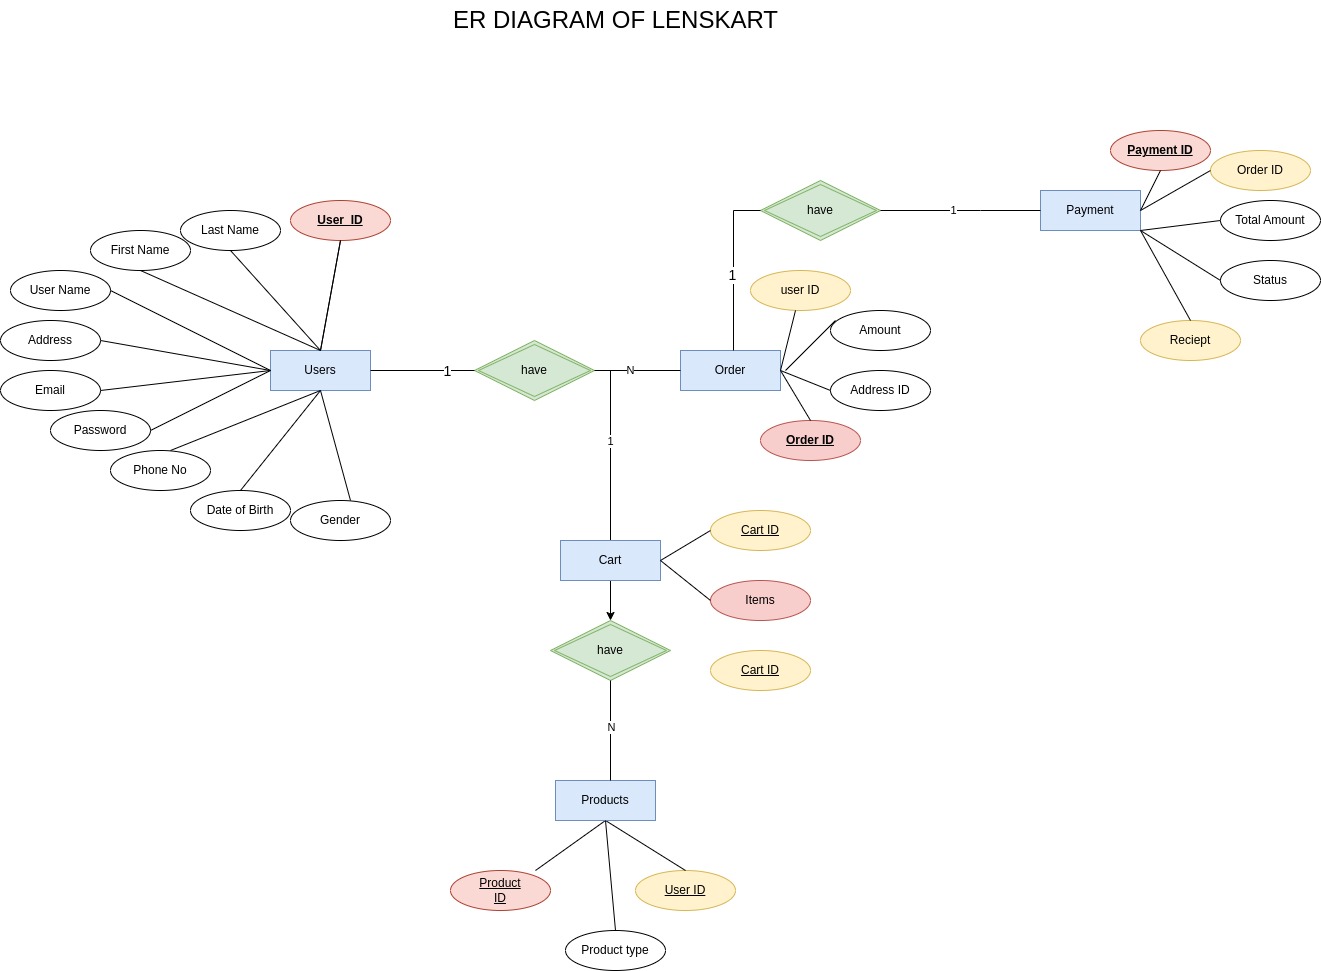 ER DIAGRAM OF LENSKART
Payment ID
Order ID
Payment
Total Amount
Status
Reciept
have
1
1
User_ID
Last Name
First Name
User Name
Address
Email
Password
Phone No
Date of Birth
Gender
Users
1
have
N
Order
user ID
Amount
Address ID
Order ID
1
Cart
Cart ID
Items
have
Cart ID
N
Products
Product
ID
User ID
Product type